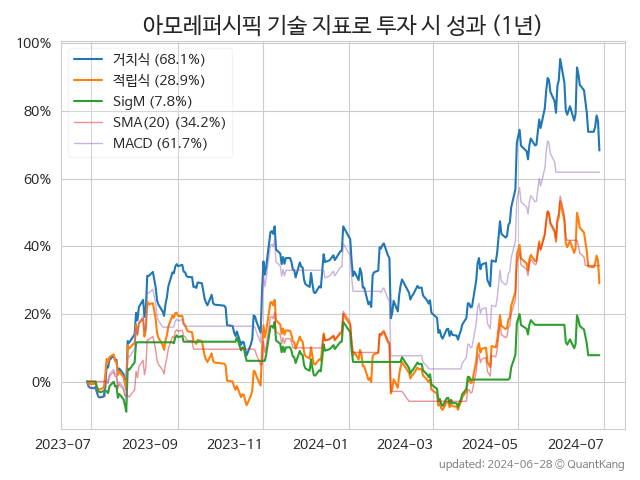 아모레퍼시픽 기술 지표로 투자 시 성과 (1년)
100%
80%
60%
40%
20%
0%
거치식 (68.1%)
적립식 (28.9%)
SigM (7.8%)
SMA(20) (34.2%)
MACD (61.7%)
2023-07 2023-09 2023-11 2024-01 2024-03 2024-05 2024-07
updated: 2024-06-28 © QuantKang